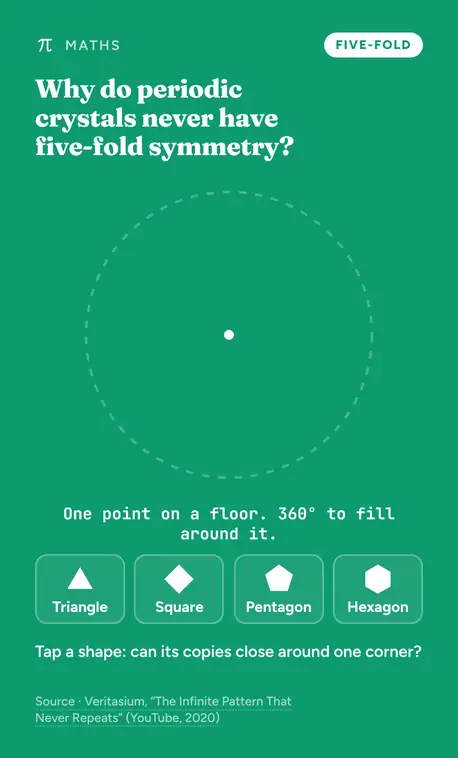 π MATHS
FIVE-FOLD
Why do periodic
crystals never have
five-fold symmetry?
One point on a floor. 360° to fill
around it.
Triangle
Square
Pentagon
Hexagon
Tap a shape: can its copies close around one corner?
Source · Veritasium, “The Infinite Pattern That
Never Repeats” (YouTube, 2020)